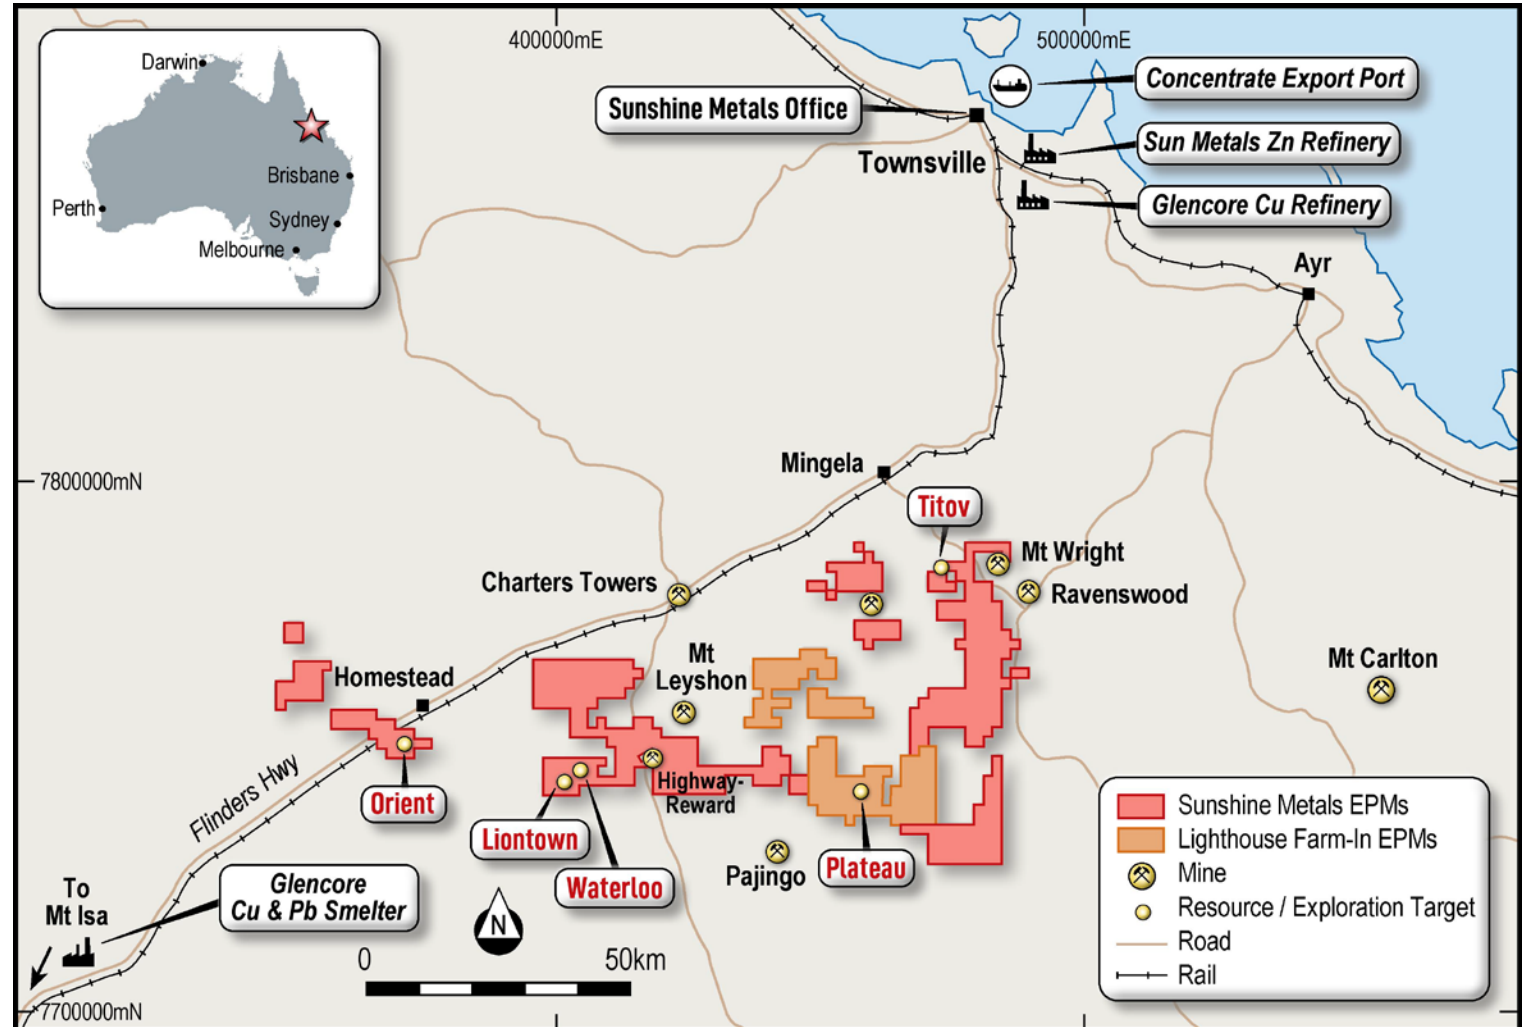 400000mE
500000mE
Darwin
Brisbane
Perth
Sydney
Melbourne
Concentrate Export Port
Sunshine Metals Office
Sun Metals Zn Refinery
Townsville
Glencore Cu Refinery
Ayr
Mingela
7800000mN
Titov
Mt Wright
Charters Towers
Ravenswood
Mt
Leyshon
Homestead
Mt Carlton
Highway-
Reward
Flinders Hwy
Orient
Liontown
Waterloo
Pajingo
Plateau
Glencore
Cu & Pb Smelter
To
Mt Isa
N
0
50km
7700000mN
Sunshine Metals EPMs
Lighthouse Farm-In EPMs
Mine
Resource / Exploration Target
Road
Rail